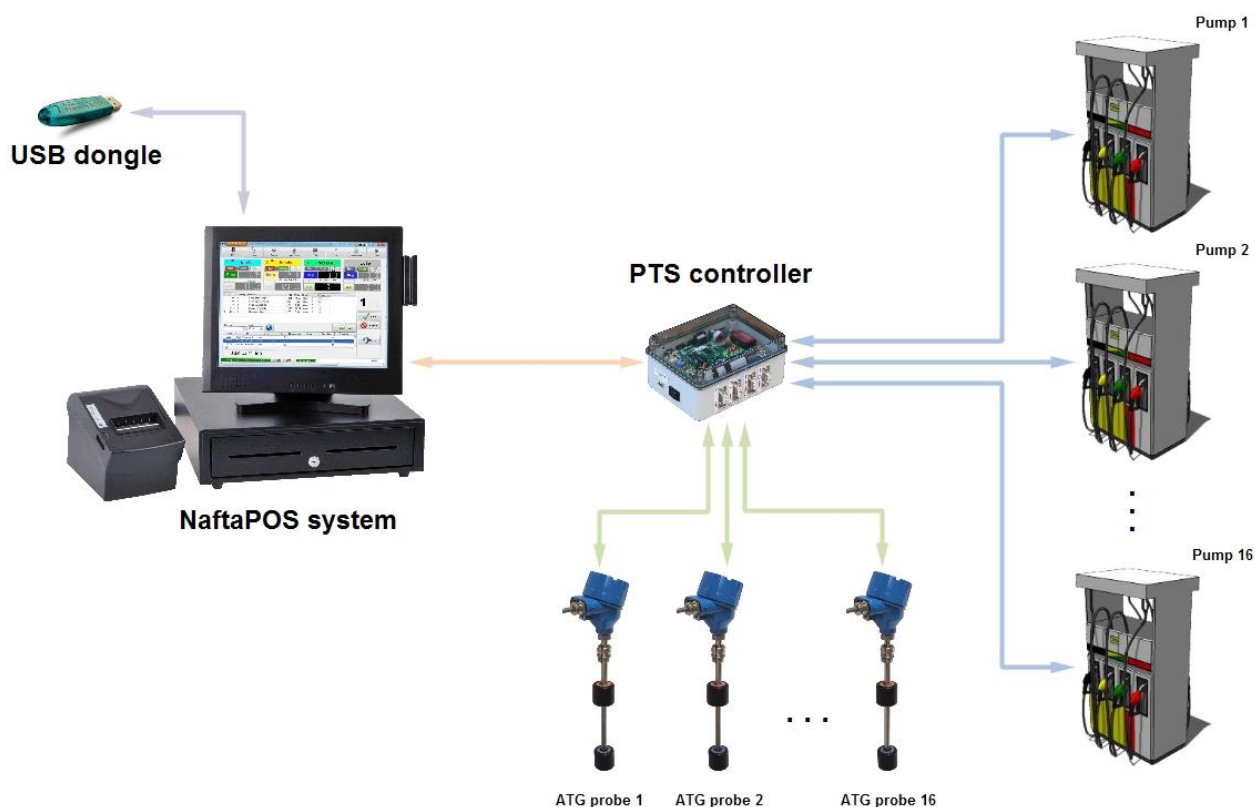 Pump 1
USB dongle
Pump 2
PTS controller
NaftaPOS system
Pump 16
ATG probe 1
ATG probe 2
ATG probe 16
1